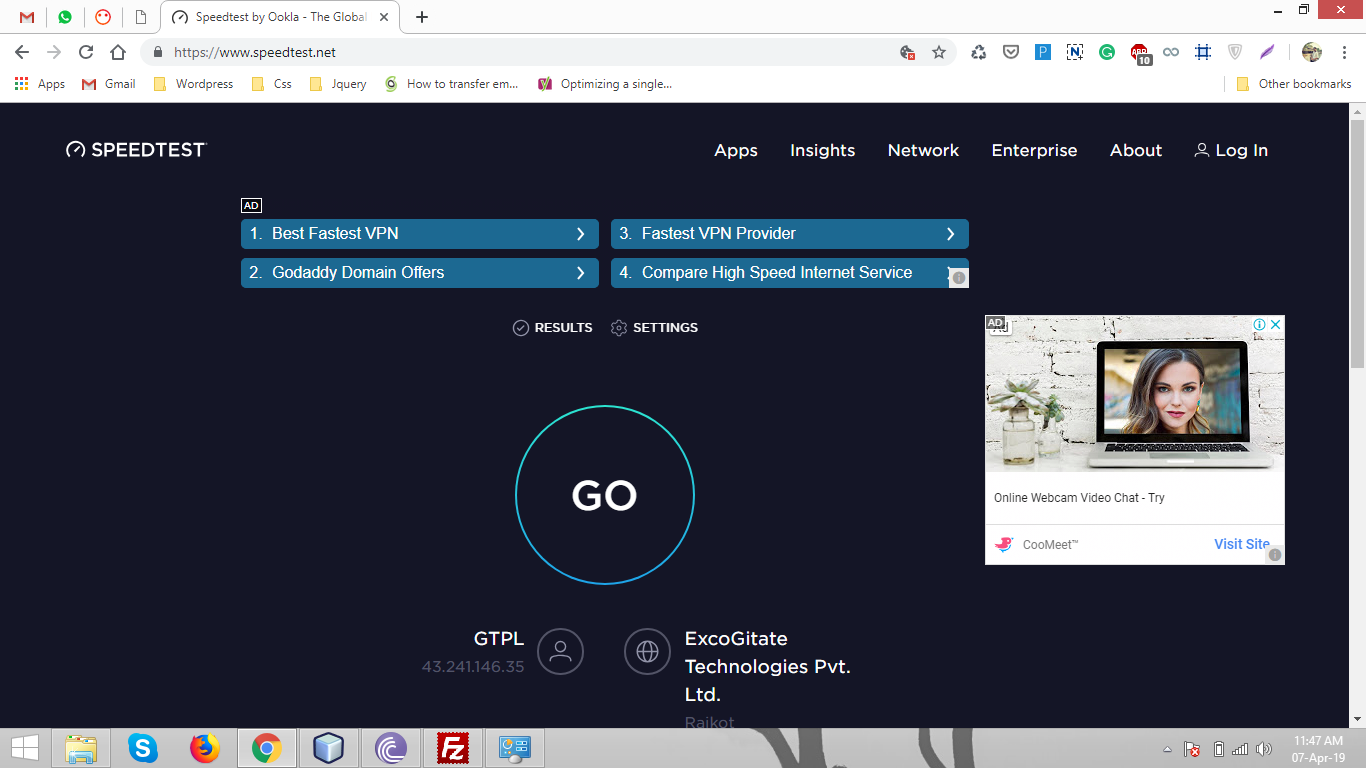 Speedtest by Ookla - The Global
https://www.speedtest.net
10
Apps
Gmail
Wordpress
Css
Jquery
How to transfer em...
Optimizing a single...
Other bookmarks
SPEEDTEST
Apps
Insights
Network
Enterprise
About
Log In
AD
1. Best Fastest VPN
3. Fastest VPN Provider
2. Godaddy Domain Offers
4. Compare High Speed Internet Service
RESULTS
SETTINGS
AD
GO
Online Webcam Video Chat - Try
CooMeet™
Visit Site
GTPL
43.241.146.35
ExcoGitate
Technologies Pvt.
Ltd.
Rajkot
11:47 AM
07-Apr-19